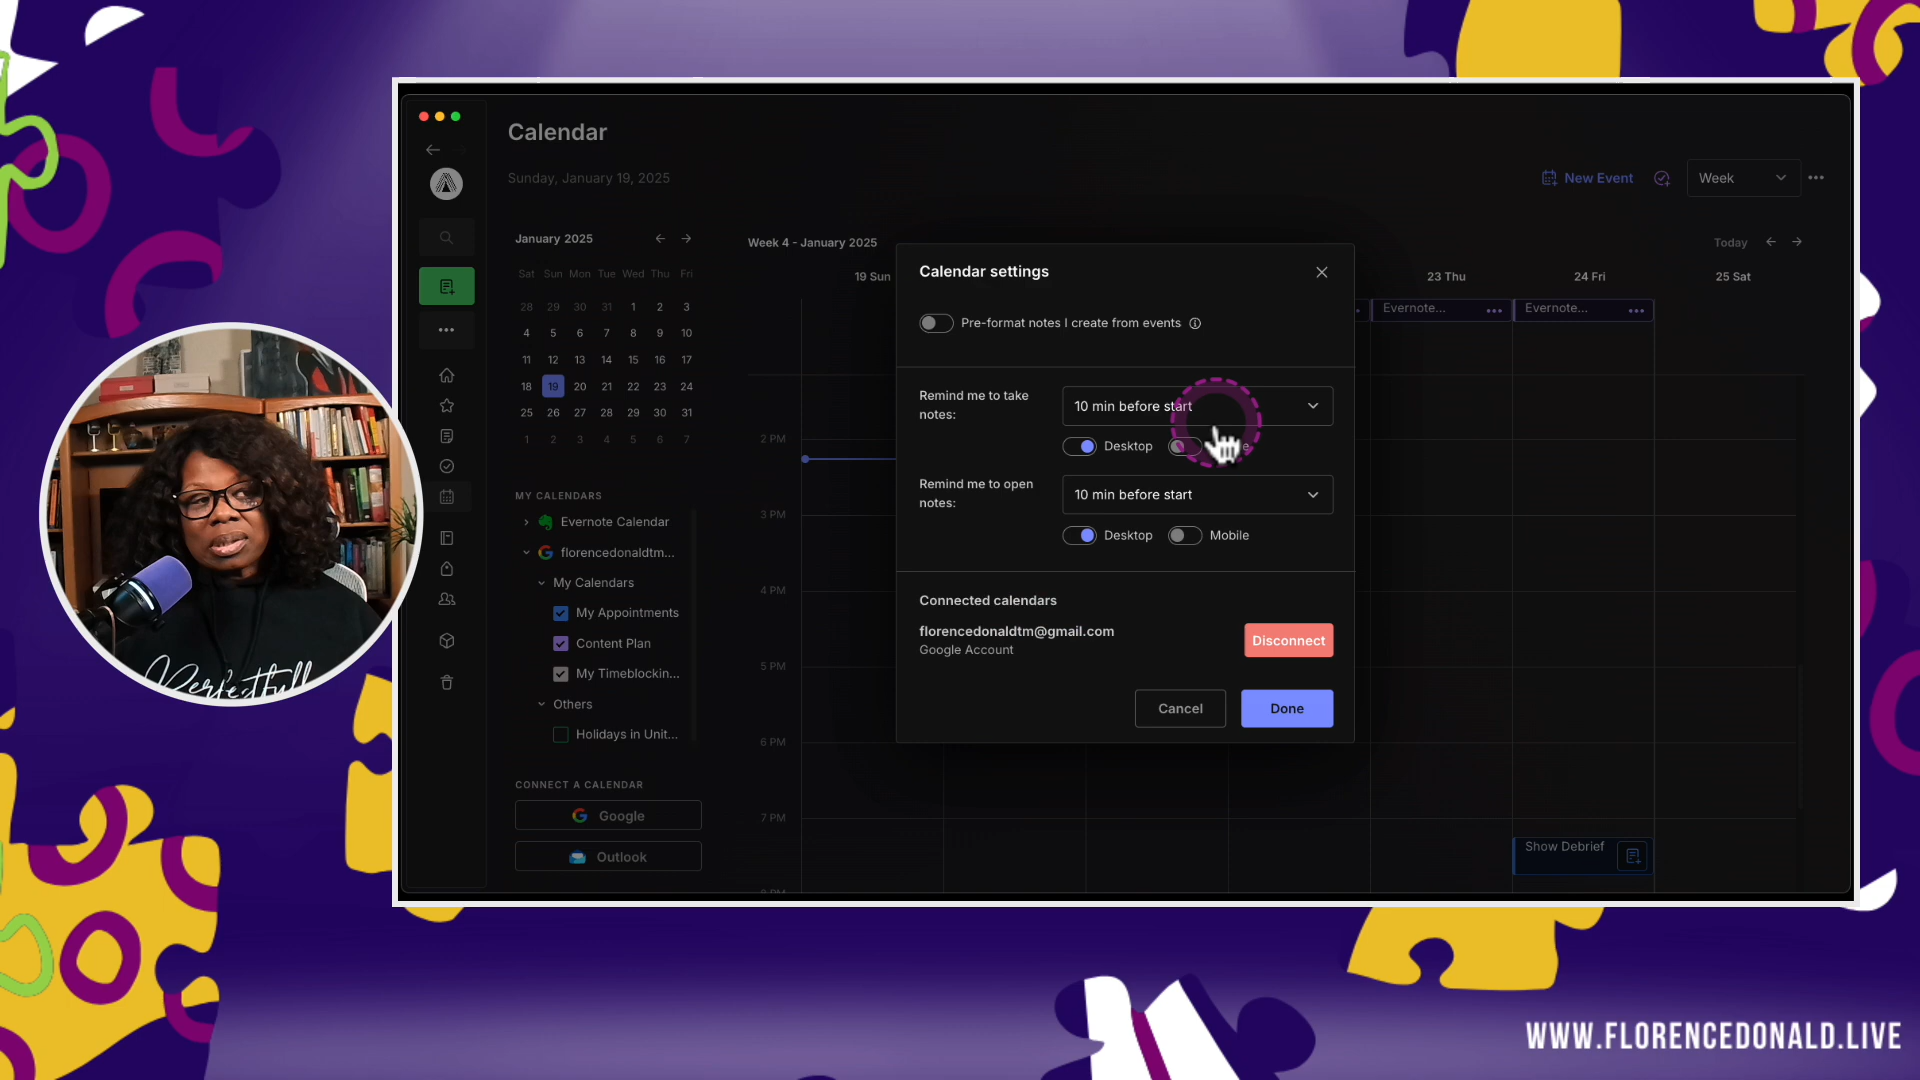 Calendar
Sunday, January 19, 2025
New Event
Week
January 2025
Sat Sun Mon Tue Wed Thu Fri
28 29 30 31 1 2 3
4 5 6 7 8 9 10
11 12 13 14 15 16 17
18 19 20 21 22 23 24
25 26 27 28 29 30 31
1 2 3 4 5 6 7
MY CALENDARS
Evernote Calendar
florencedonaldtm...
My Calendars
My Appointments
Content Plan
My Timeblockin...
Others
Holidays in Unit...
CONNECT A CALENDAR
Google
Outlook
Week 4 - January 2025
Today
19 Sun
23 Thu
24 Fri
25 Sat
Evernote...
Evernote...
2 PM
3 PM
4 PM
5 PM
6 PM
7 PM
8 PM
Show Debrief
Calendar settings
Pre-format notes I create from events
Remind me to take
notes:
10 min before start
Desktop
Remind me to open
notes:
10 min before start
Desktop
Mobile
Connected calendars
florencedonaldtm@gmail.com
Google Account
Disconnect
Cancel
Done
WWW.FLORENCEDONALD.LIVE